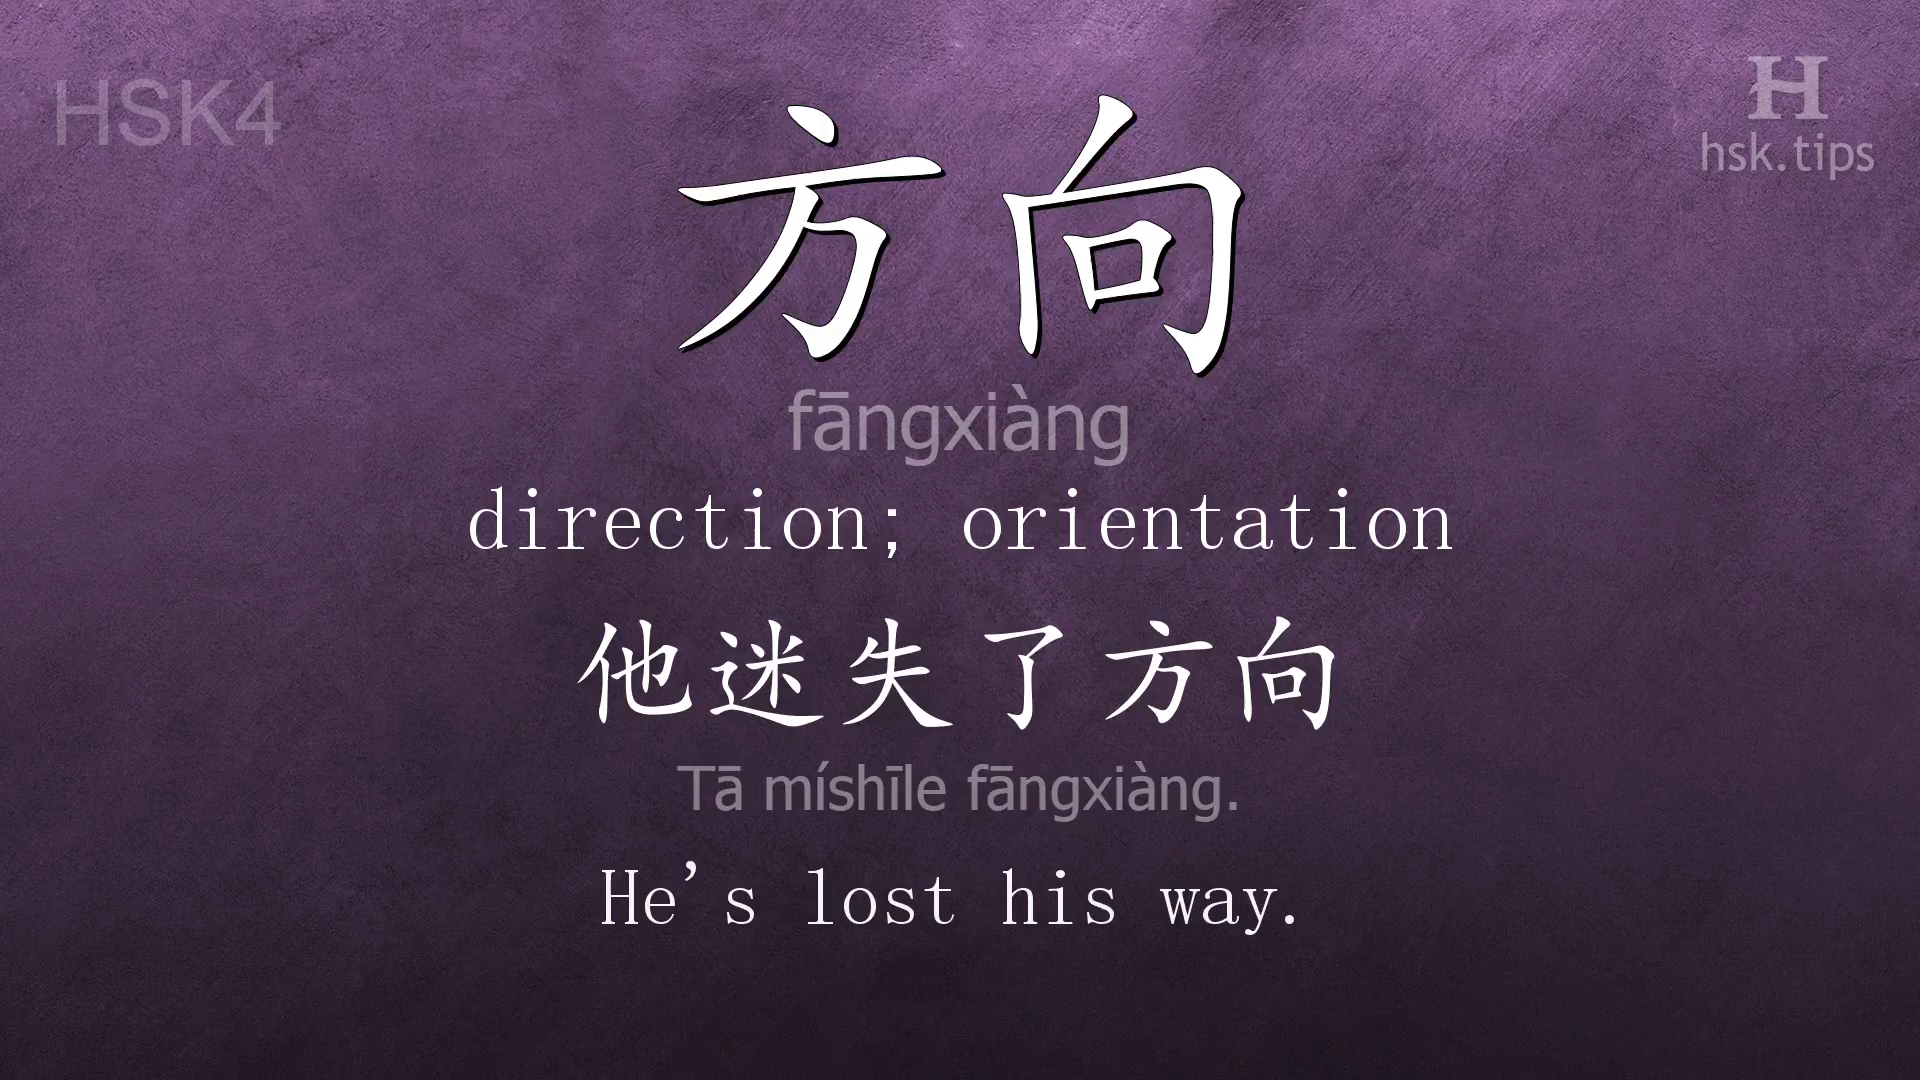 HSK4
H
hsk.tips
方向
fāngxiàng
direction; orientation
他迷失了方向
Tā míshīle fāngxiàng.
He's lost his way.